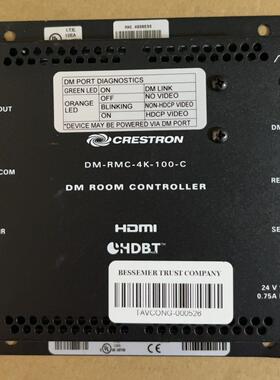 I.T.E.
DM PORT DIAGNOSTICS
GREEN LED ON DM LINK
OFF NO VIDEO
ORANGE LED BLINKING NON-HDCP VIDEO
ON HDCP VIDEO
*DEVICE MAY BE POWERED VIA DM PORT
OUT
CRESTRON
DM-RMC-4K-100-C
COM
DM ROOM CONTROLLER
HDMI
HDBT
BESSEMER TRUST COMPANY
TAVCONG-000526
24 V
0.75A